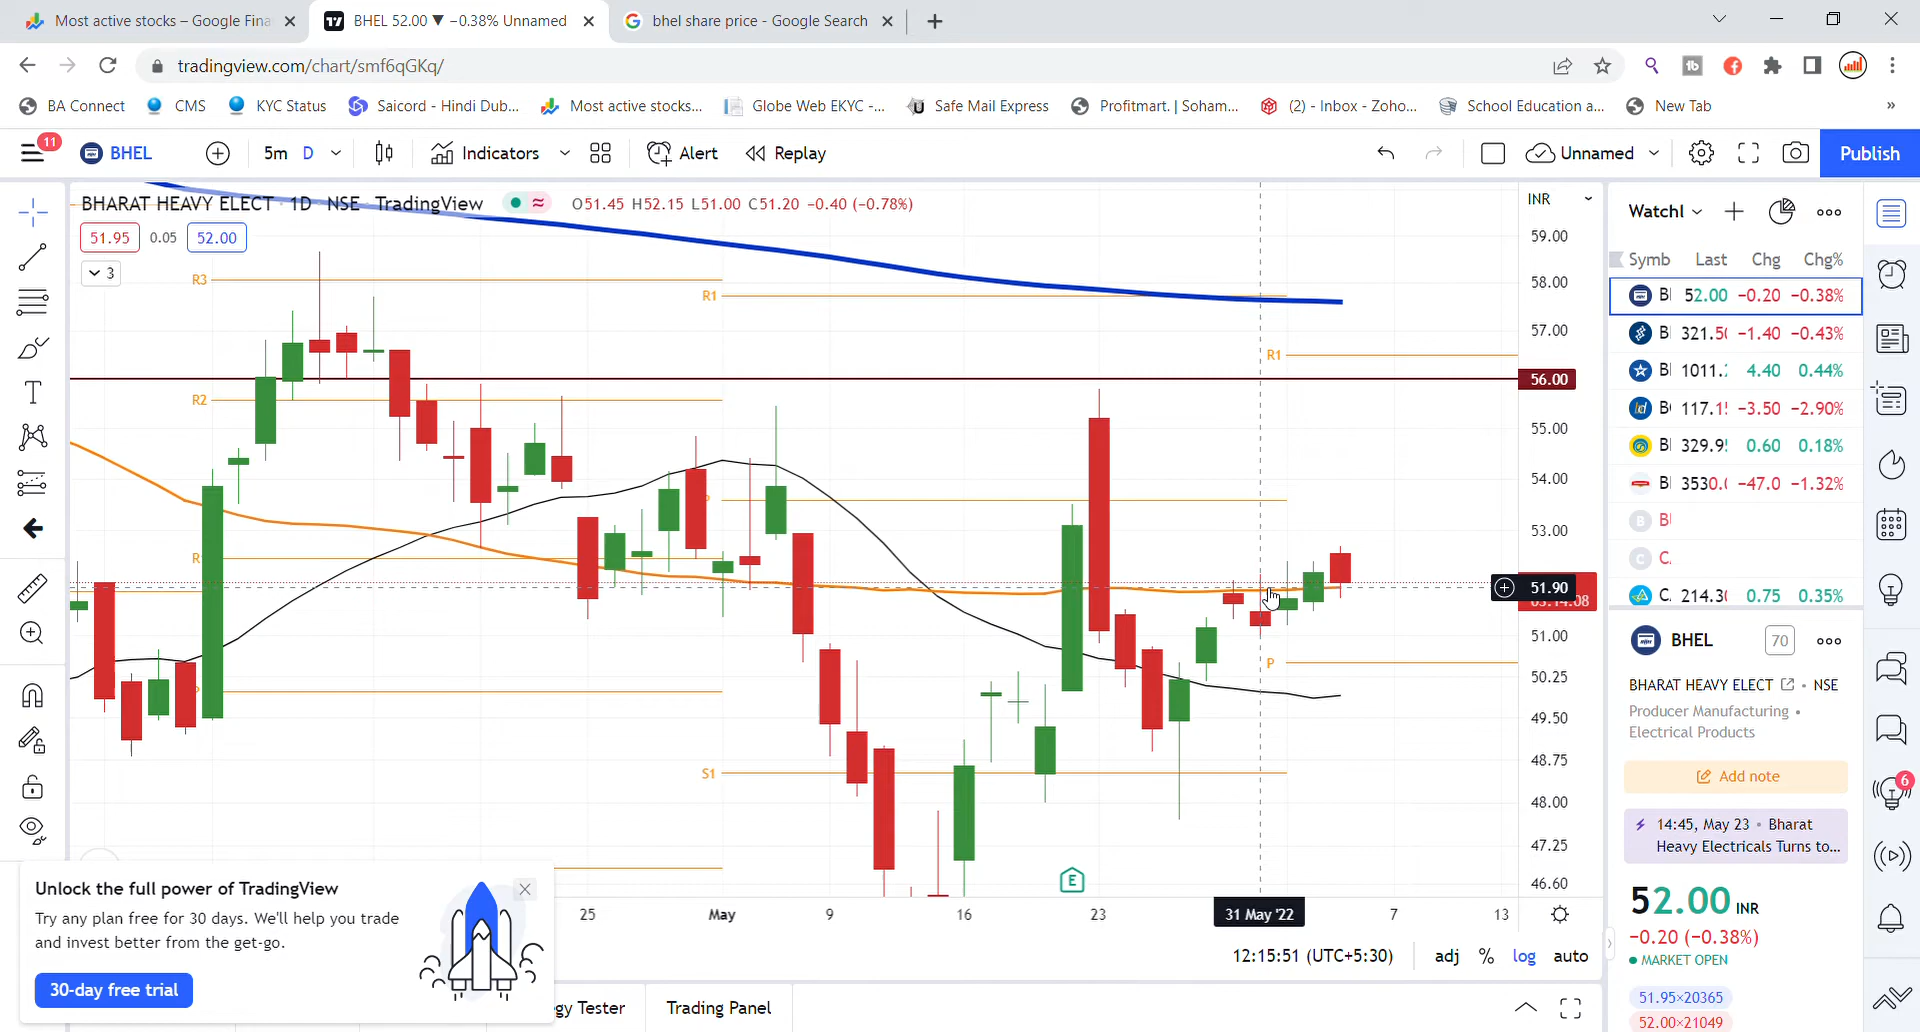 Most active stocks – Google Fina
BHEL 52.00 ▼ −0.38% Unnamed
bhel share price - Google Search
tradingview.com/chart/smf6qGKq/
BA Connect
CMS
KYC Status
Saicord - Hindi Dub...
Most active stocks...
Globe Web EKYC -...
Safe Mail Express
Profitmart. | Soham...
(2) - Inbox - Zoho...
School Education a...
New Tab
»
11
BHEL
5m D
Indicators
Alert
Replay
Unnamed
Publish
BHARAT HEAVY ELECT · 1D · NSE · TradingView
O51.45 H52.15 L51.00 C51.20 −0.40 (−0.78%)
51.95 0.05 52.00
3
INR
59.00
58.00
57.00
56.00
55.00
54.00
53.00
51.90
51.00
50.25
49.50
48.75
48.00
47.25
46.60
R3
R2
R1
R1
P
S1
P
E
25 May 9 16 23 31 May '22 7 13
12:15:51 (UTC+5:30)
adj % log auto
Trading Panel
gy Tester
Unlock the full power of TradingView
Try any plan free for 30 days. We'll help you trade
and invest better from the get-go.
30-day free trial
Watchl
Symb Last Chg Chg%
52.00 −0.20 −0.38%
321.50 −1.40 −0.43%
1011. 4.40 0.44%
117.1 −3.50 −2.90%
329.9 0.60 0.18%
3530.0 −47.0 −1.32%
B
C C.
C. 214.30 0.75 0.35%
BHEL
70
BHARAT HEAVY ELECT • NSE
Producer Manufacturing •
Electrical Products
Add note
14:45, May 23 • Bharat
Heavy Electricals Turns to...
52.00 INR
−0.20 (−0.38%)
MARKET OPEN
51.95×20365
52.00×21049
6